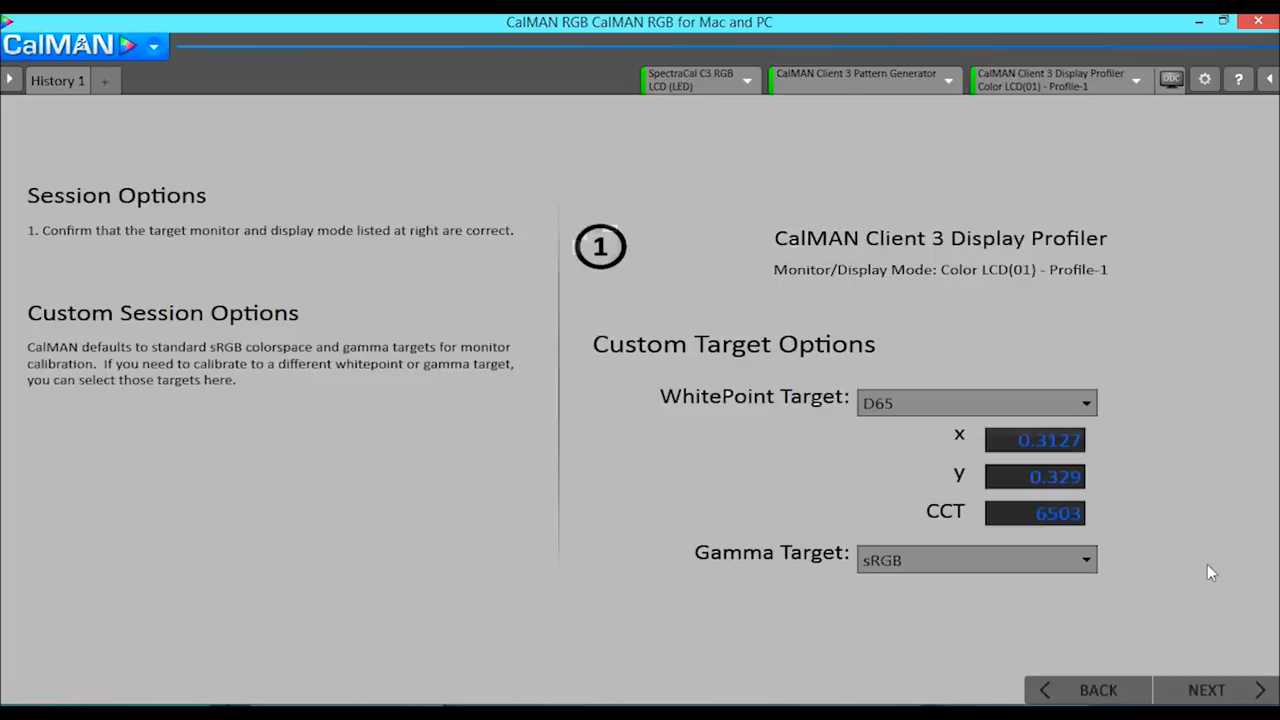 CalMAN RGB CalMAN RGB for Mac and PC
CalMAN
History 1
+
SpectraCal C3 RGB
LCD (LED)
CalMAN Client 3 Pattern Generator
CalMAN Client 3 Display Profiler
Color LCD(01) - Profile-1
DDC
?
Session Options
1. Confirm that the target monitor and display mode listed at right are correct.
1
CalMAN Client 3 Display Profiler
Monitor/Display Mode: Color LCD(01) - Profile-1
Custom Session Options
CalMAN defaults to standard sRGB colorspace and gamma targets for monitor
calibration. If you need to calibrate to a different whitepoint or gamma target,
you can select those targets here.
Custom Target Options
WhitePoint Target: D65
x 0.3127
y 0.329
CCT 6503
Gamma Target: sRGB
BACK
NEXT